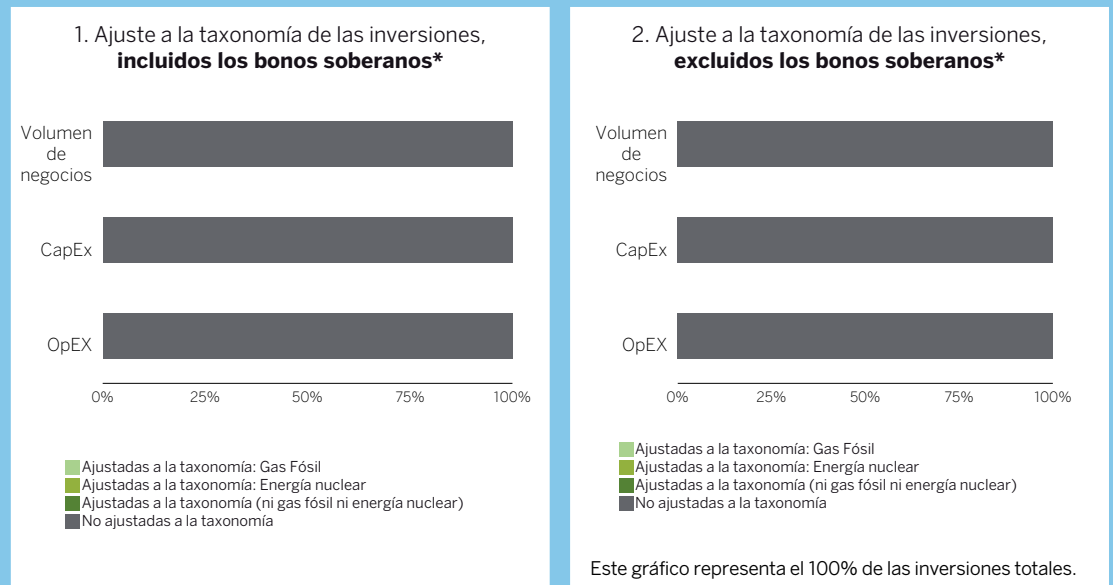 1. Ajuste a la taxonomía de las inversiones,
incluidos los bonos soberanos*
Volumen
de
negocios
CapEx
OpEX
0% 25% 50% 75% 100%
Ajustadas a la taxonomía: Gas Fósil
Ajustadas a la taxonomía: Energía nuclear
Ajustadas a la taxonomía (ni gas fósil ni energía nuclear)
No ajustadas a la taxonomía
2. Ajuste a la taxonomía de las inversiones,
excluidos los bonos soberanos*
Volumen
de
negocios
CapEx
OpEX
0% 25% 50% 75% 100%
Ajustadas a la taxonomía: Gas Fósil
Ajustadas a la taxonomía: Energía nuclear
Ajustadas a la taxonomía (ni gas fósil ni energía nuclear)
No ajustadas a la taxonomía
Este gráfico representa el 100% de las inversiones totales.